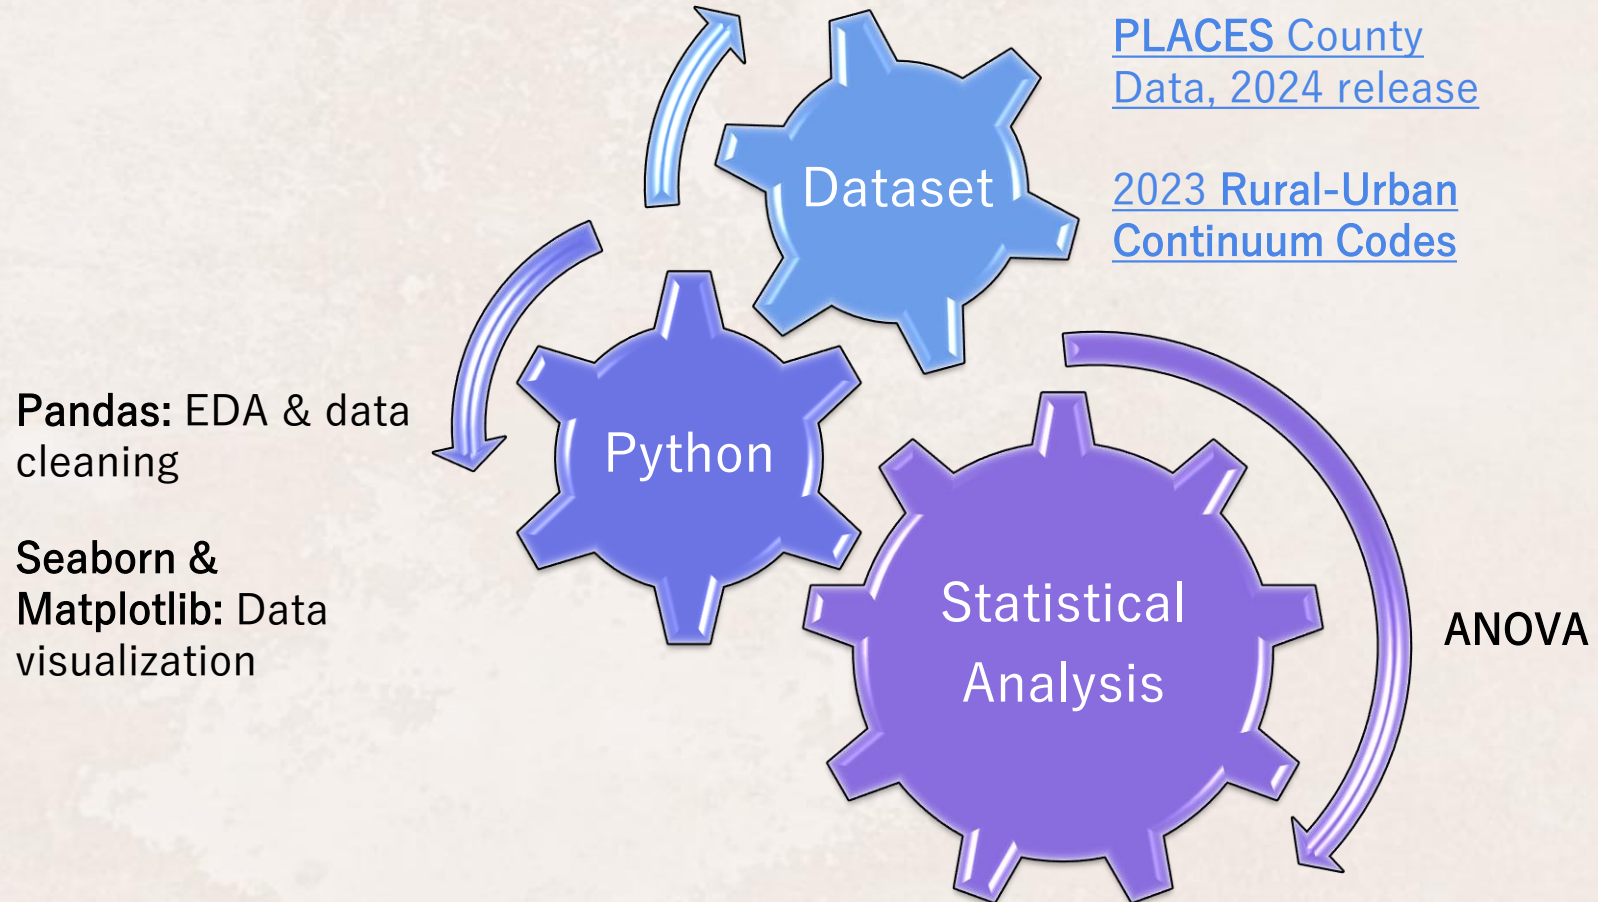 PLACES County
Data, 2024 release
2023 Rural-Urban
Continuum Codes
Dataset
Pandas: EDA & data
cleaning
Seaborn &
Matplotlib: Data
visualization
Python
Statistical
Analysis
ANOVA